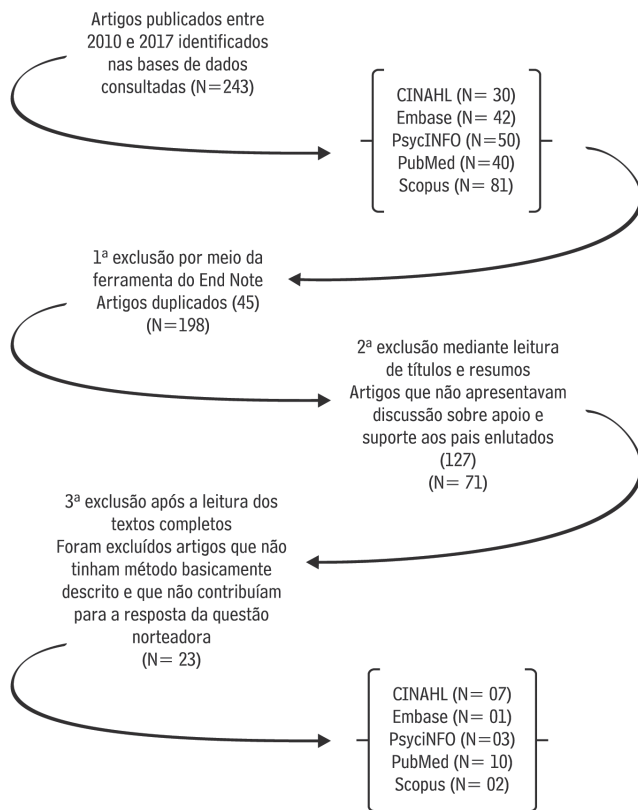 Artigos publicados entre
2010 e 2017 identificados
nas bases de dados
consultadas (N=243)
CINAHL (N= 30)
Embase (N= 42)
PsycINFO (N=50)
PubMed (N=40)
Scopus (N= 81)
1ª exclusão por meio da
ferramenta do End Note
Artigos duplicados (45)
(N=198)
2ª exclusão mediante leitura
de títulos e resumos
Artigos que não apresentavam
discussão sobre apoio e
suporte aos pais enlutados
(127)
(N= 71)
3ª exclusão após a leitura dos
textos completos
Foram excluídos artigos que não
tinham método basicamente
descrito e que não contribuíam
para a resposta da questão
norteadora
(N= 23)
CINAHL (N= 07)
Embase (N= 01)
PsyciNFO (N=03)
PubMed (N= 10)
Scopus (N= 02)